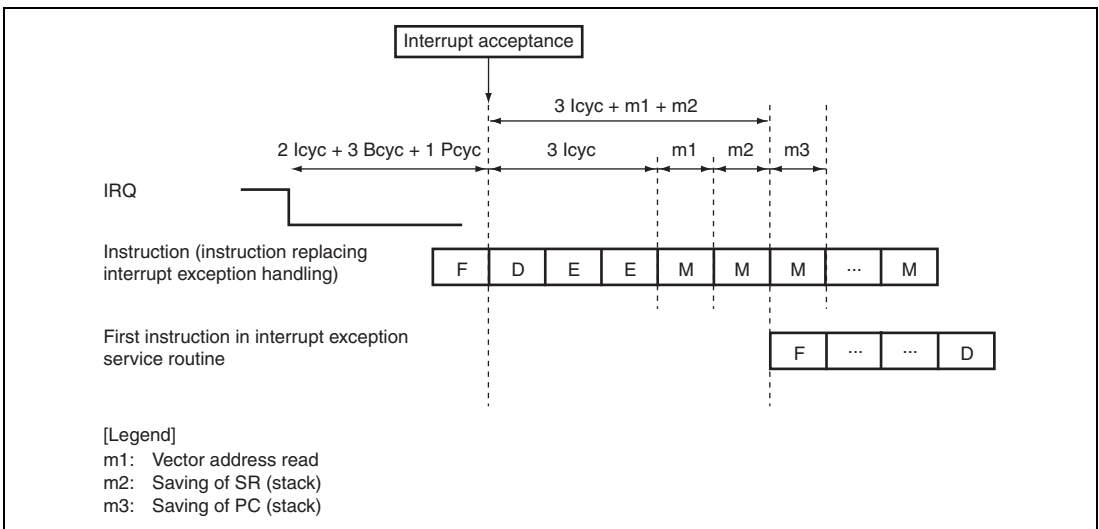 Interrupt acceptance
3 Icyc + m1 + m2
2 Icyc + 3 Bcyc + 1 Pcyc
3 Icyc
m1
m2
m3
IRQ
Instruction (instruction replacing
interrupt exception handling)
F D E E M M M ... M
First instruction in interrupt exception
service routine
F ... ... D
[Legend]
m1: Vector address read
m2: Saving of SR (stack)
m3: Saving of PC (stack)